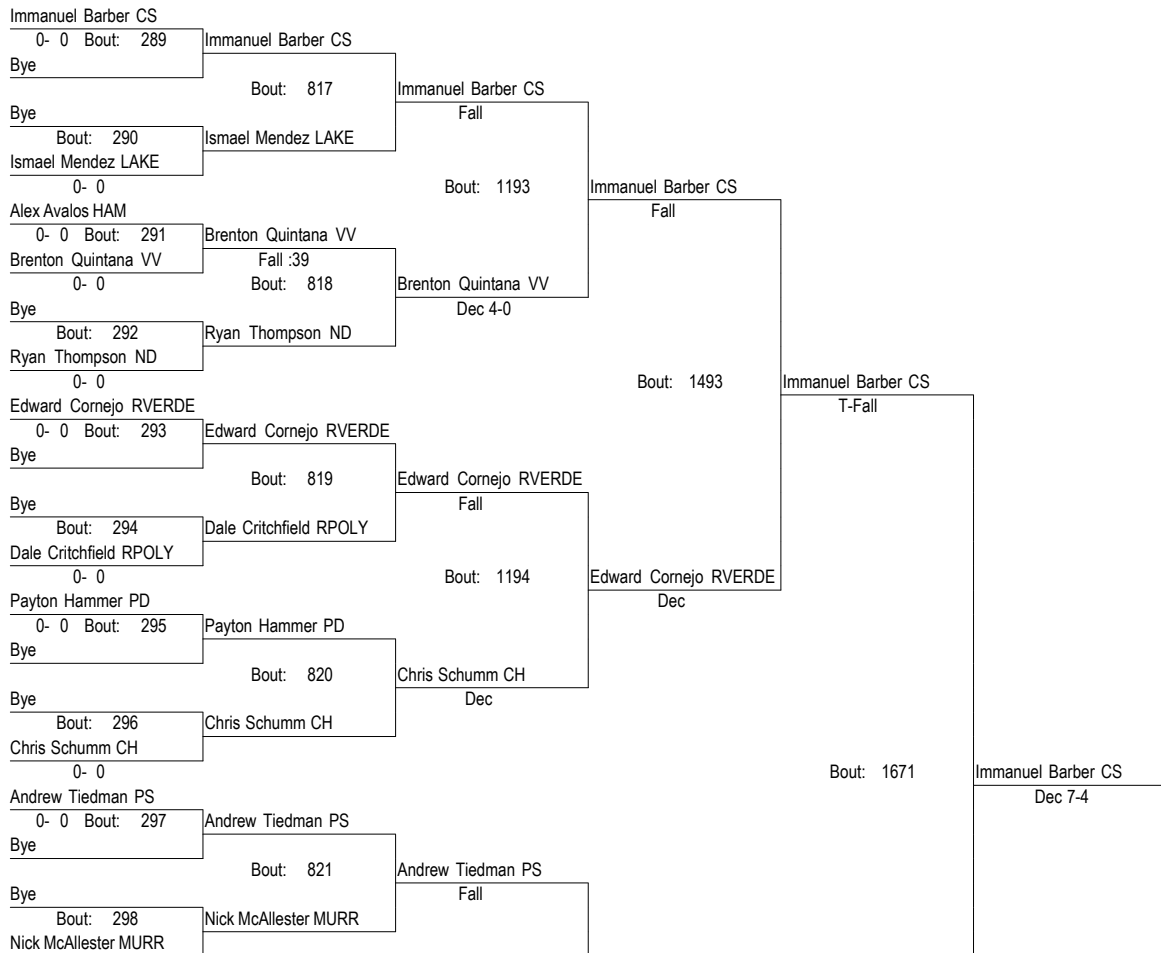 Immanuel Barber CS
0- 0 Bout: 289 Immanuel Barber CS
Bye
Bout: 817 Immanuel Barber CS
Bye Fall
Bout: 290 Ismael Mendez LAKE
Ismael Mendez LAKE
0- 0 Bout: 1193 Immanuel Barber CS
Alex Avalos HAM Fall
0- 0 Bout: 291 Brenton Quintana VV
Brenton Quintana VV Fall :39
0- 0 Bout: 818 Brenton Quintana VV
Bye Dec 4-0
Bout: 292 Ryan Thompson ND
Ryan Thompson ND
0- 0 Bout: 1493 Immanuel Barber CS
Edward Cornejo RVERDE T-Fall
0- 0 Bout: 293 Edward Cornejo RVERDE
Bye
Bout: 819 Edward Cornejo RVERDE
Bye Fall
Bout: 294 Dale Critchfield RPOLY
Dale Critchfield RPOLY
0- 0 Bout: 1194 Edward Cornejo RVERDE
Payton Hammer PD Dec
0- 0 Bout: 295 Payton Hammer PD
Bye
Bout: 820 Chris Schumm CH
Bye Dec
Bout: 296 Chris Schumm CH
Chris Schumm CH
0- 0 Bout: 1671 Immanuel Barber CS
Andrew Tiedman PS Dec 7-4
0- 0 Bout: 297 Andrew Tiedman PS
Bye
Bout: 821 Andrew Tiedman PS
Bye Fall
Bout: 298 Nick McAllester MURR
Nick McAllester MURR